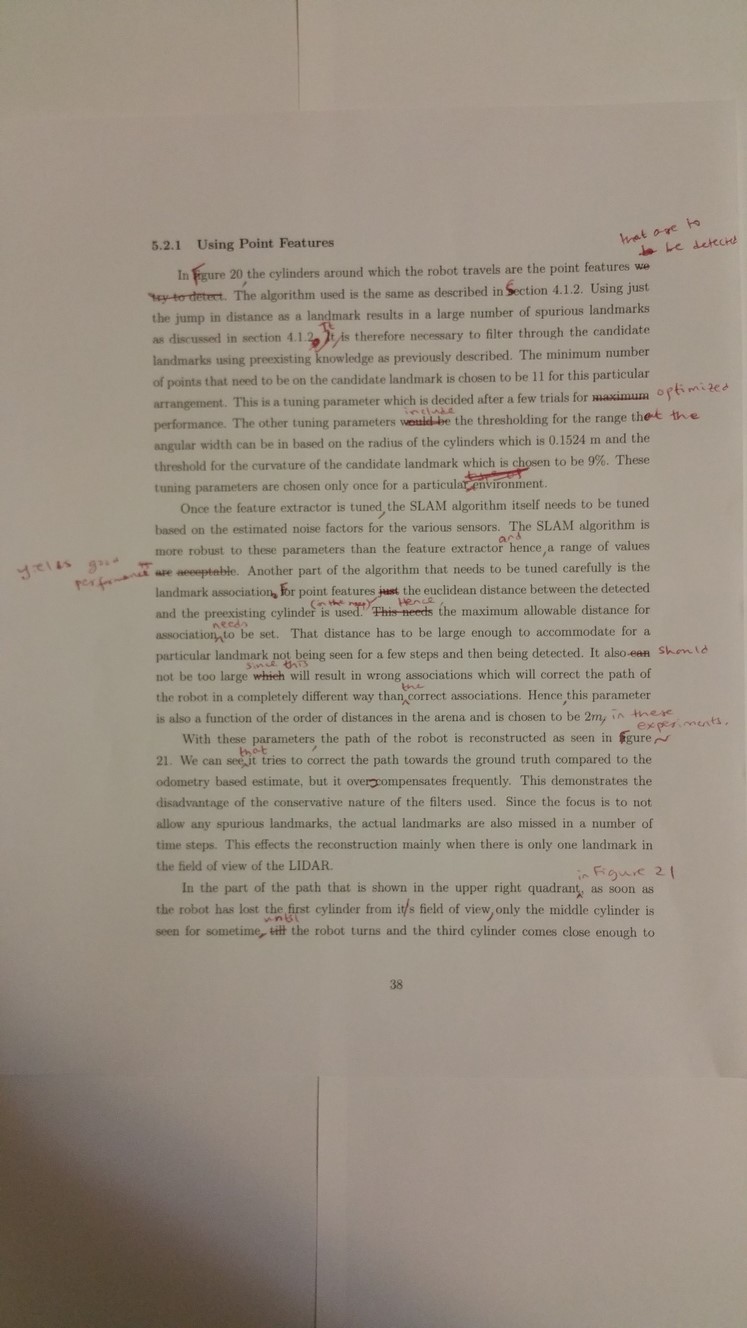 5.2.1 Using Point Features
that are to
be detected
In Figure 20, the cylinders around which the robot travels are the point features we
try to detect. The algorithm used is the same as described in Section 4.1.2. Using just
the jump in distance as a landmark results in a large number of spurious landmarks
as discussed in section 4.1.2. It is therefore necessary to filter through the candidate
landmarks using preexisting knowledge as previously described. The minimum number
of points that need to be on the candidate landmark is chosen to be 11 for this particular
arrangement. This is a tuning parameter which is decided after a few trials for maximum optimized
include
performance. The other tuning parameters would be the thresholding for the range that the
angular width can be in based on the radius of the cylinders which is 0.1524 m and the
threshold for the curvature of the candidate landmark which is chosen to be 9%. These
type of
tuning parameters are chosen only once for a particular environment.
Once the feature extractor is tuned, the SLAM algorithm itself needs to be tuned
based on the estimated noise factors for the various sensors. The SLAM algorithm is
and
more robust to these parameters than the feature extractor hence, a range of values
yields good
performance
are acceptable. Another part of the algorithm that needs to be tuned carefully is the
landmark association. For point features just the euclidean distance between the detected
(in the map) Hence,
and the preexisting cylinder is used. This needs the maximum allowable distance for
needs
association to be set. That distance has to be large enough to accommodate for a
particular landmark not being seen for a few steps and then being detected. It also can should
since this
not be too large which will result in wrong associations which will correct the path of
the
the robot in a completely different way than correct associations. Hence, this parameter
is also a function of the order of distances in the arena and is chosen to be 2m, in these
experiments.
With these parameters, the path of the robot is reconstructed as seen in Figure
that
21. We can see it tries to correct the path towards the ground truth compared to the
odometry based estimate, but it overcompensates frequently. This demonstrates the
disadvantage of the conservative nature of the filters used. Since the focus is to not
allow any spurious landmarks, the actual landmarks are also missed in a number of
time steps. This effects the reconstruction mainly when there is only one landmark in
the field of view of the LIDAR.
in Figure 21
In the part of the path that is shown in the upper right quadrant, as soon as
the robot has lost the first cylinder from it's field of view, only the middle cylinder is
until
seen for sometime, till the robot turns and the third cylinder comes close enough to
38